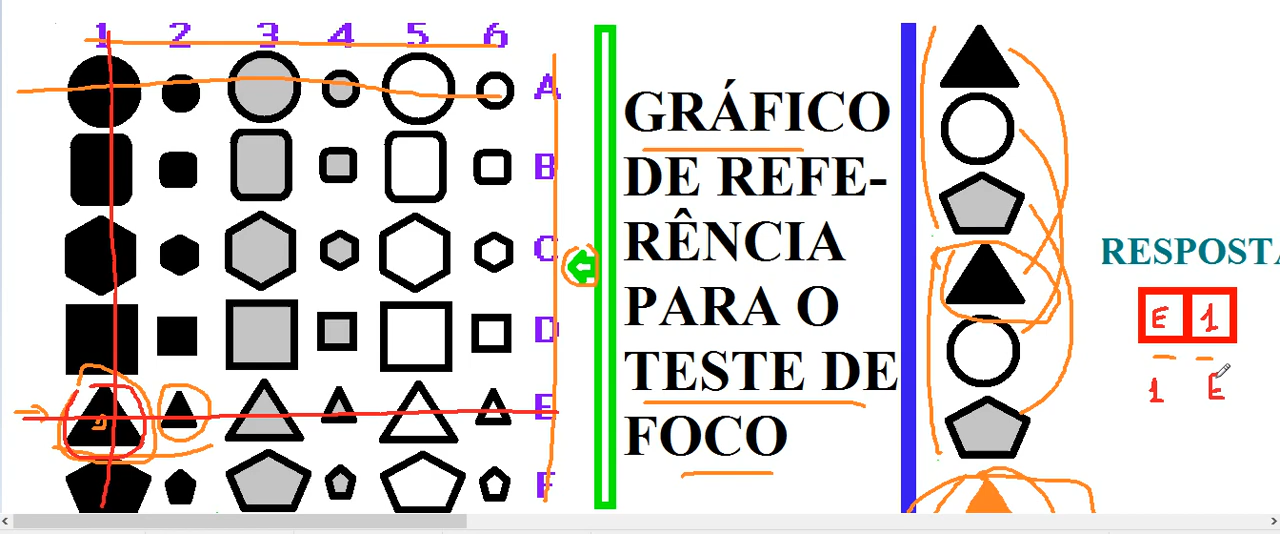 1 2 3 4 5 6
A
B
C
D
E
F
GRÁFICO
DE REFE-
RÊNCIA
PARA O
TESTE DE
FOCO
RESPOSTA
E 1
1 E